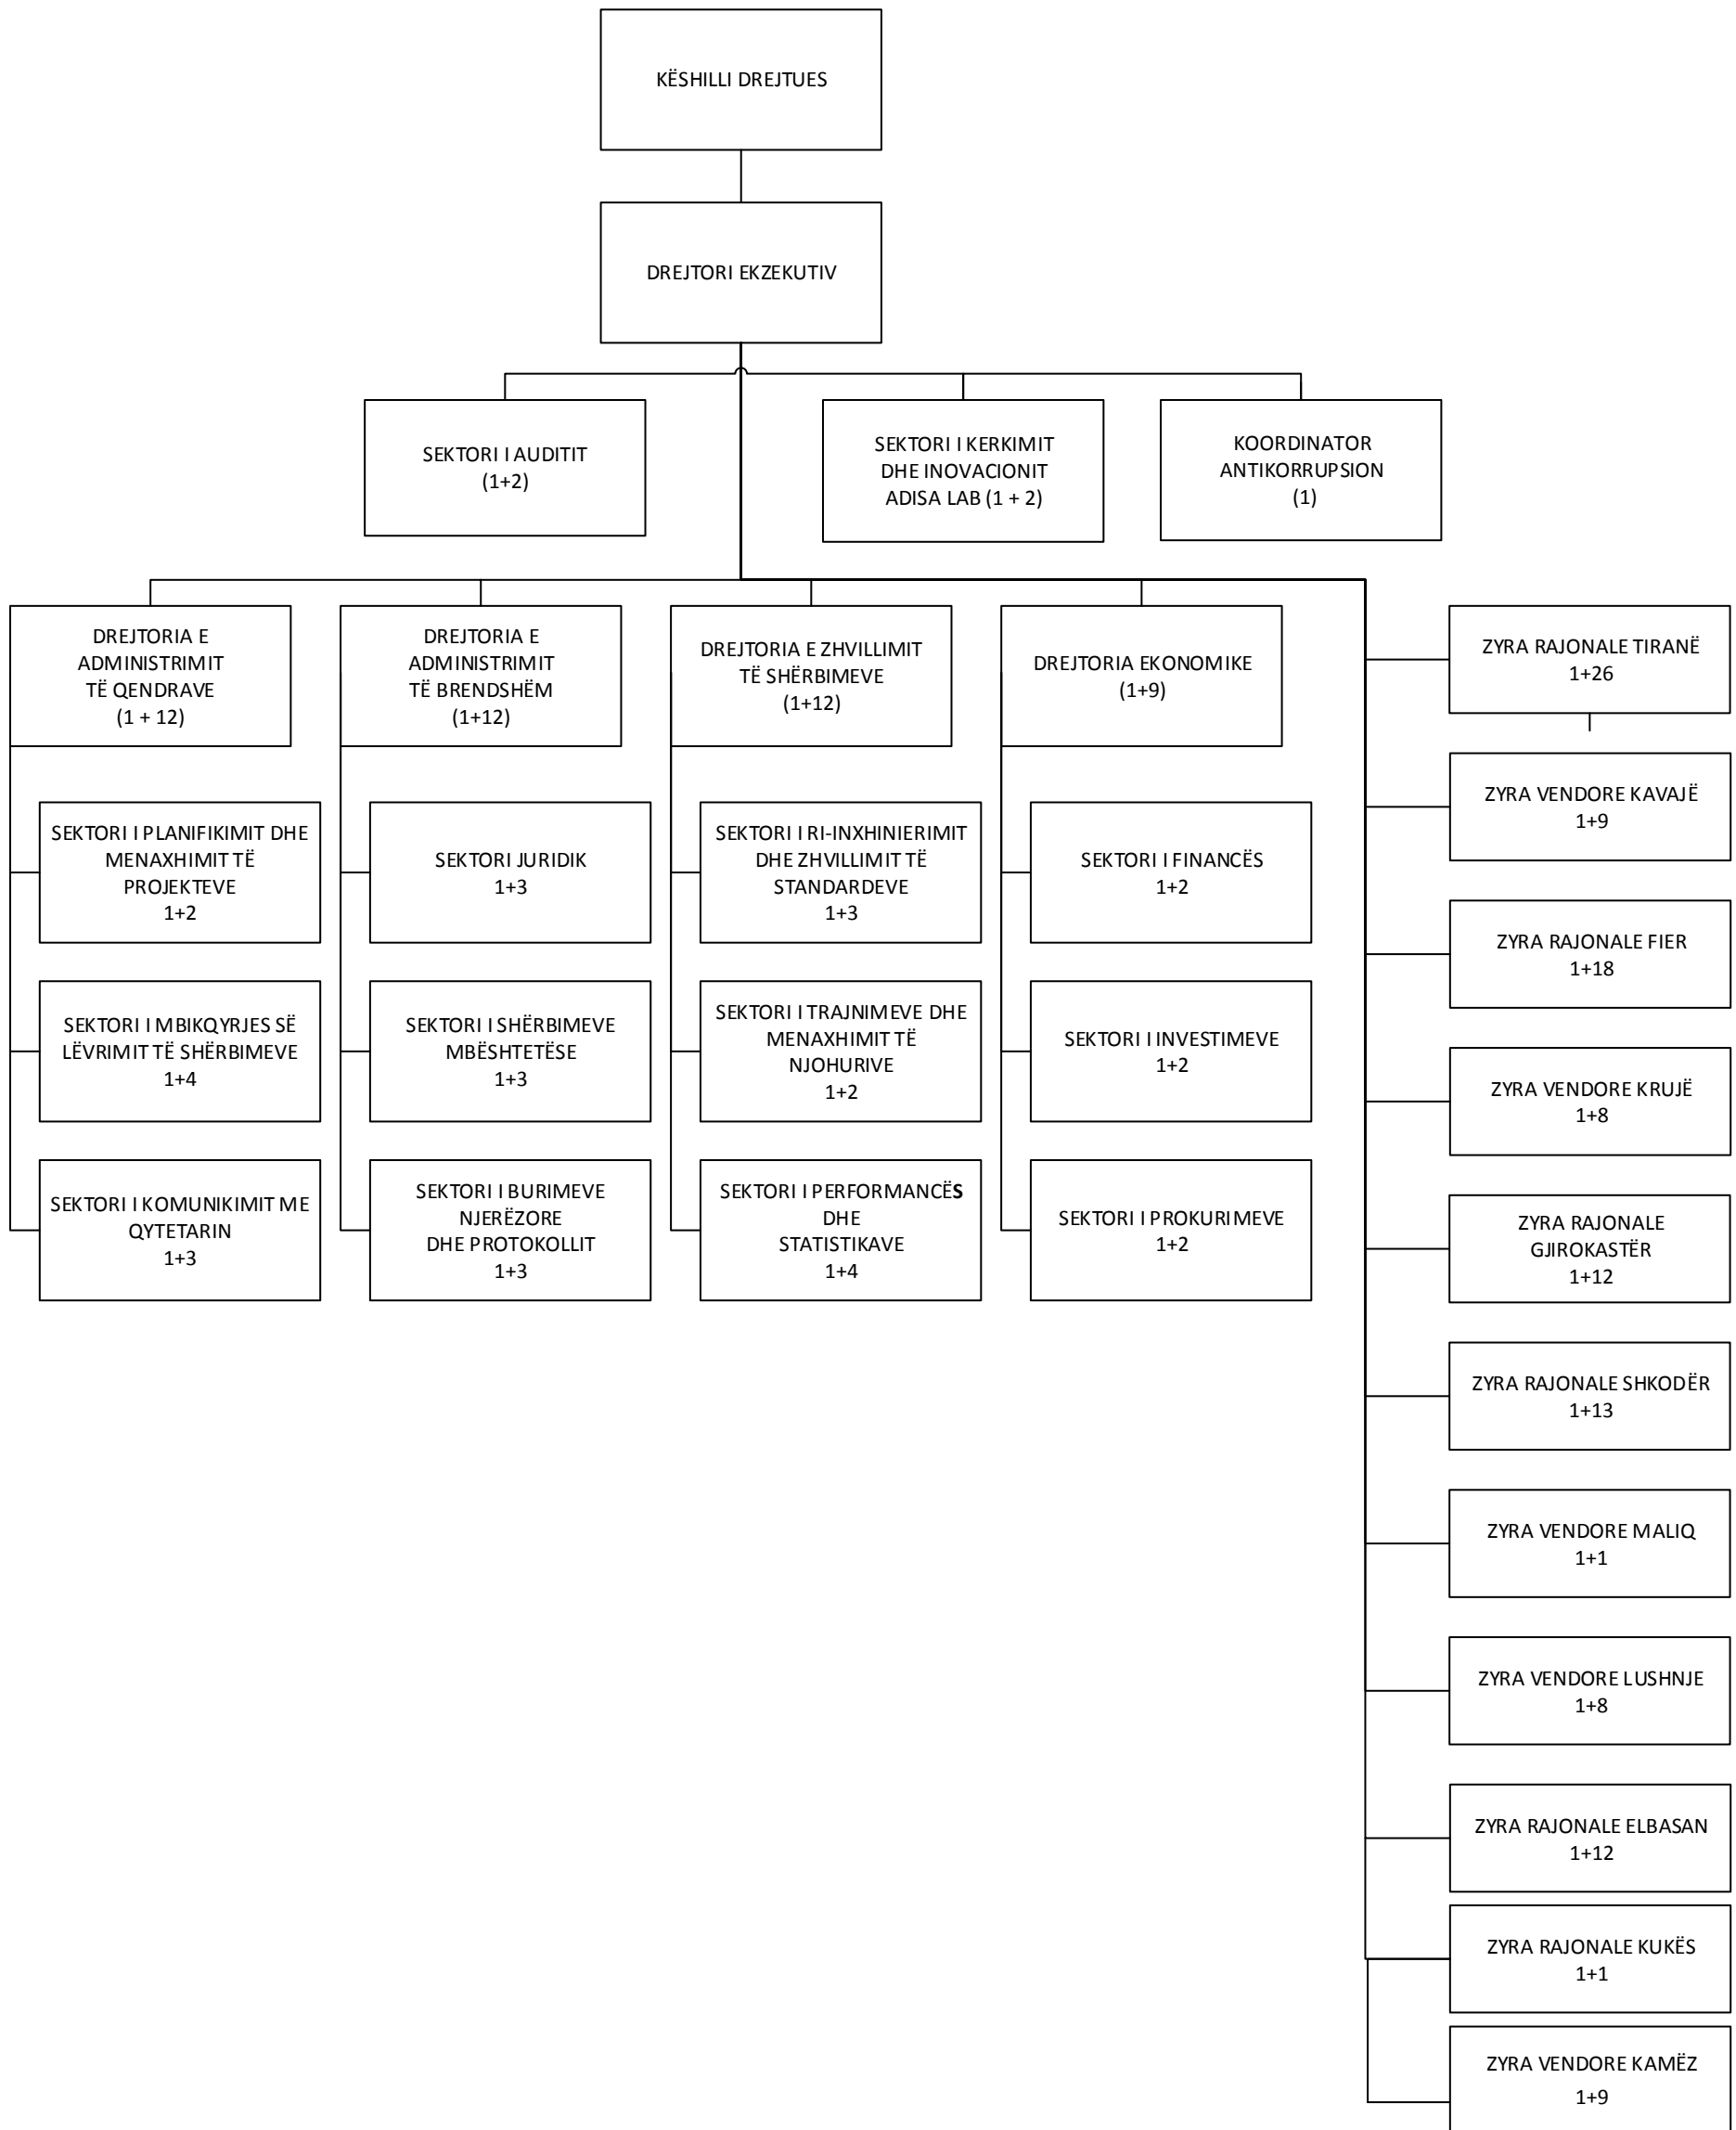 KËSHILLI DREJTUES
DREJTORI EKZEKUTIV
SEKTORI I AUDITIT
(1+2)
SEKTORI I KERKIMIT
DHE INOVACIONIT
ADISA LAB (1 + 2)
KOORDINATOR
ANTIKORRUPSION
(1)
DREJTORIA E
ADMINISTRIMIT
TË QENDRAVE
(1 + 12)
DREJTORIA E
ADMINISTRIMIT
TË BRENDSHËM
(1+12)
DREJTORIA E ZHVILLIMIT
TË SHËRBIMEVE
(1+12)
DREJTORIA EKONOMIKE
(1+9)
SEKTORI I PLANIFIKIMIT DHE
MENAXHIMIT TË
PROJEKTEVE
1+2
SEKTORI JURIDIK
1+3
SEKTORI I RI-INXHINIERIMIT
DHE ZHVILLIMIT TË
STANDARDEVE
1+3
SEKTORI I FINANCËS
1+2
SEKTORI I MBIKQYRJES SË
LËVRIMIT TË SHËRBIMEVE
1+4
SEKTORI I SHËRBIMEVE
MBËSHTETËSE
1+3
SEKTORI I TRAJNIMEVE DHE
MENAXHIMIT TË
NJOHURIVE
1+2
SEKTORI I INVESTIMEVE
1+2
SEKTORI I KOMUNIKIMIT ME
QYTETARIN
1+3
SEKTORI I BURIMEVE
NJERËZORE
DHE PROTOKOLLIT
1+3
SEKTORI I PERFORMANCËS
DHE
STATISTIKAVE
1+4
SEKTORI I PROKURIMEVE
1+2
ZYRA RAJONALE TIRANË
1+26
ZYRA VENDORE KAVAJË
1+9
ZYRA RAJONALE FIER
1+18
ZYRA VENDORE KRUJË
1+8
ZYRA RAJONALE
GJIROKASTËR
1+12
ZYRA RAJONALE SHKODËR
1+13
ZYRA VENDORE MALIQ
1+1
ZYRA VENDORE LUSHNJE
1+8
ZYRA RAJONALE ELBASAN
1+12
ZYRA RAJONALE KUKËS
1+1
ZYRA VENDORE KAMËZ
1+9